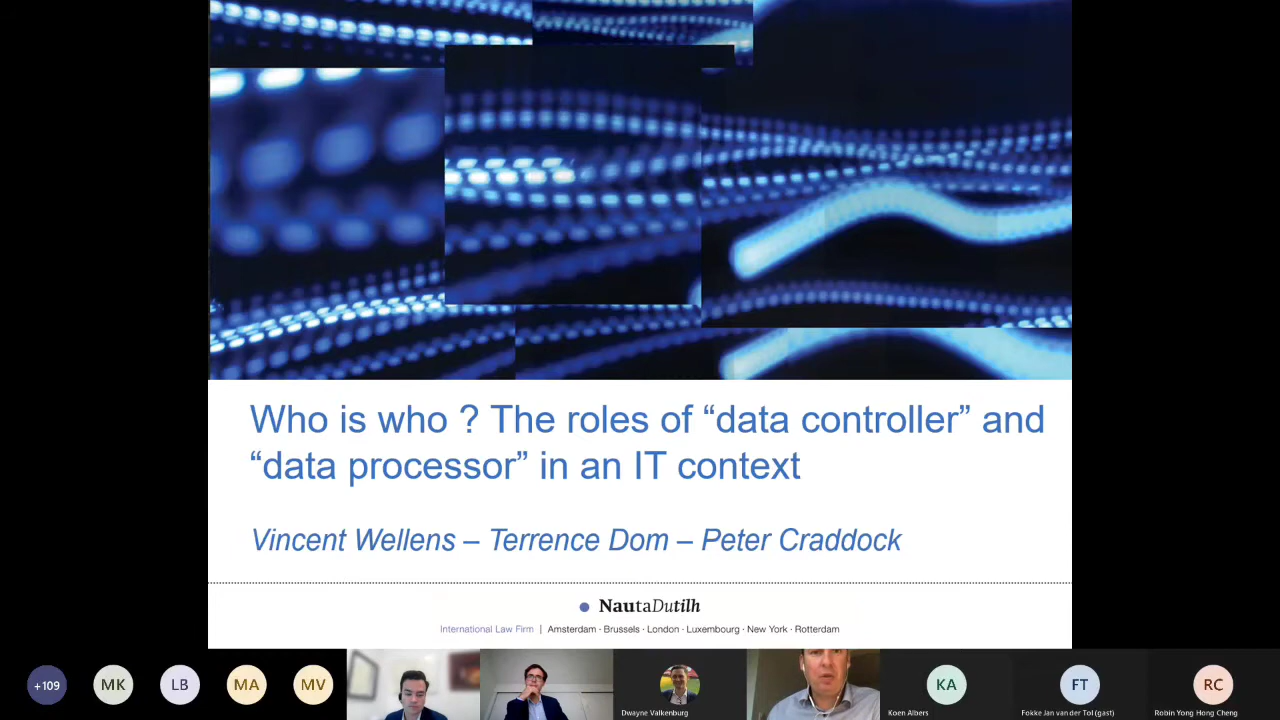 Who is who ? The roles of “data controller” and
“data processor” in an IT context
Vincent Wellens – Terrence Dom – Peter Craddock
NautaDutilh
International Law Firm | Amsterdam · Brussels · London · Luxembourg · New York · Rotterdam
+109
MK
LB
MA
MV
Dwayne Valkenburg
KA
Koen Albers
FT
Fokke Jan van der Tol (gast)
RC
Robin Yong Hong Cheng